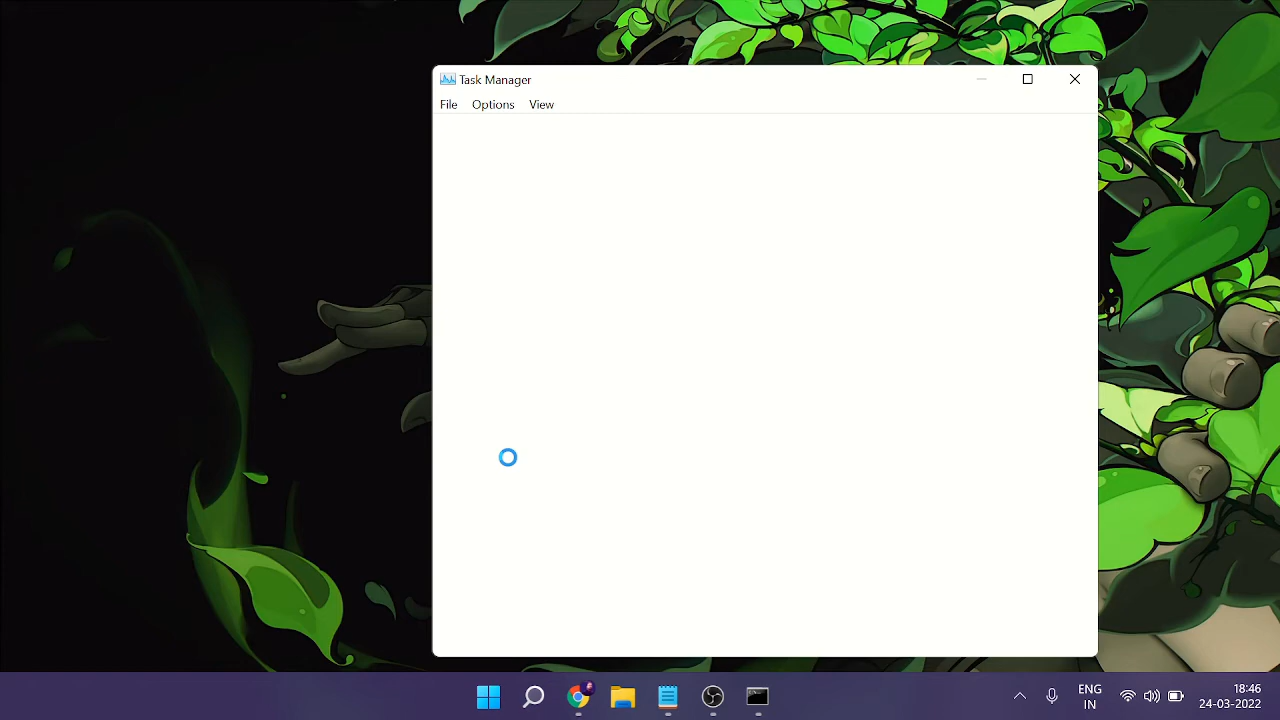 Task Manager
File Options View
ENG
IN
18:46
24-03-2022